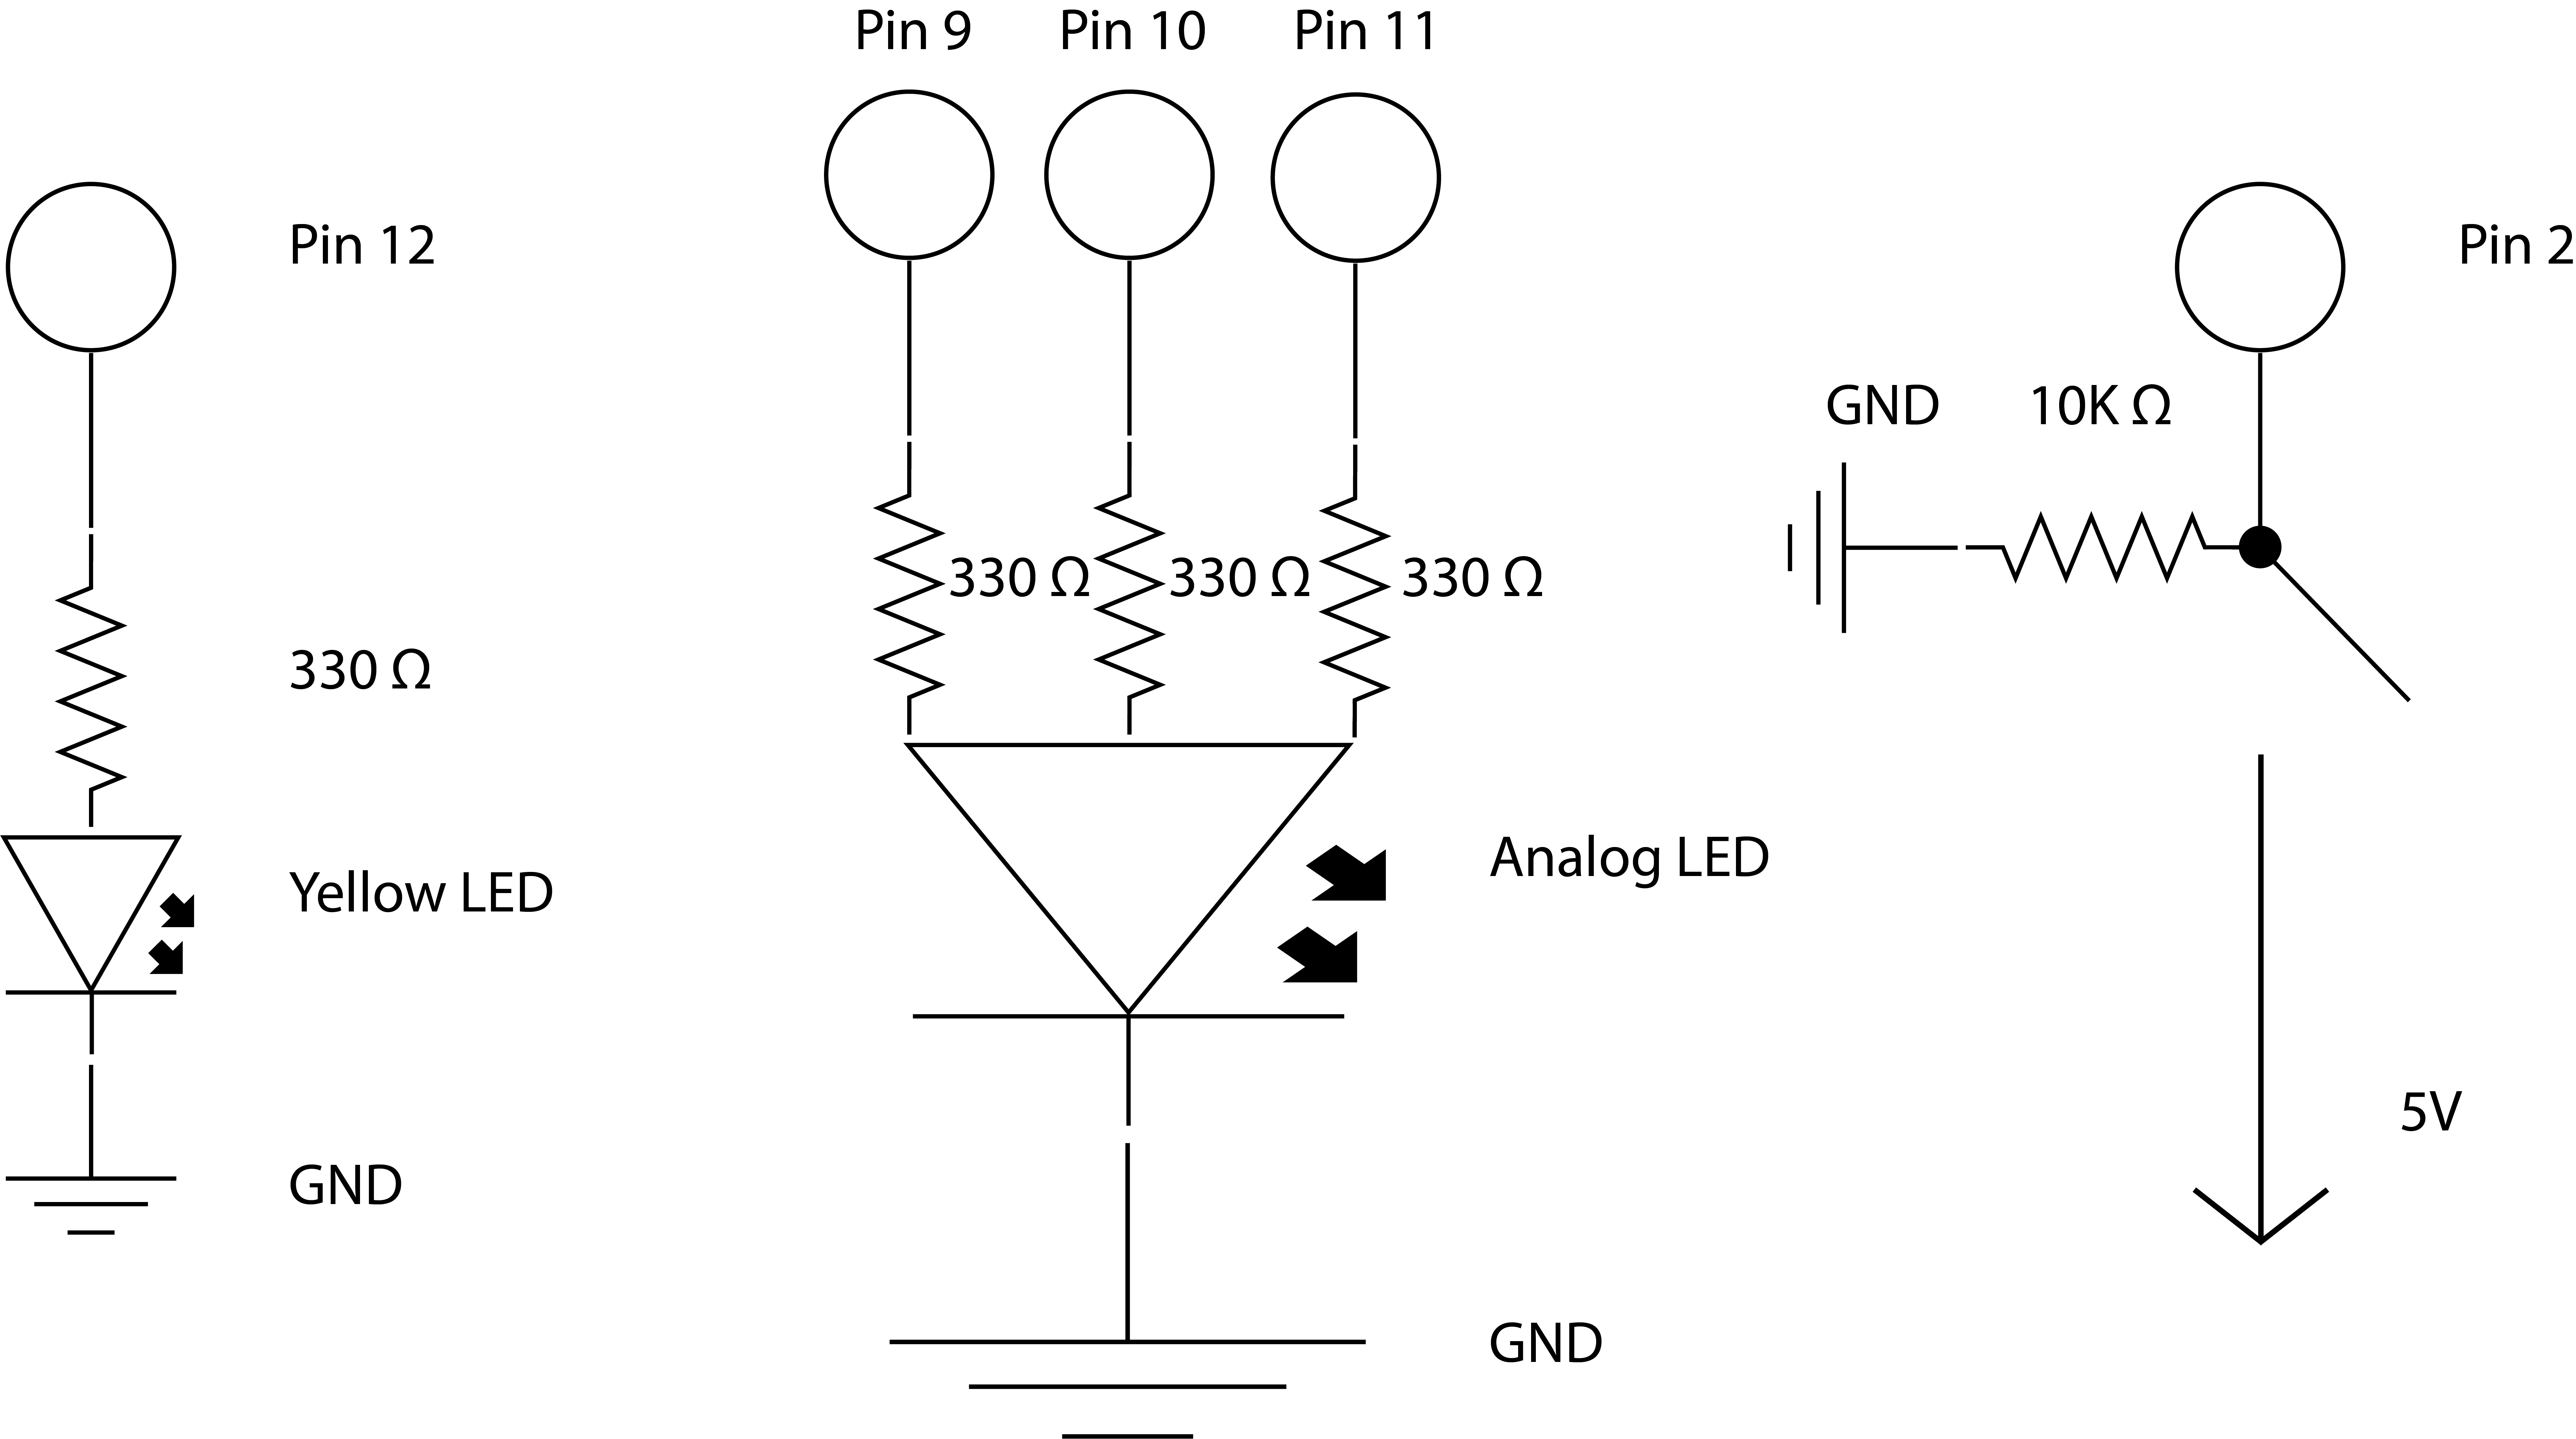 Pin 9
Pin 10
Pin 11
Pin 12
Pin 2
GND
10K Ω
330 Ω
330 Ω
330 Ω
330 Ω
Analog LED
Yellow LED
5V
GND
GND